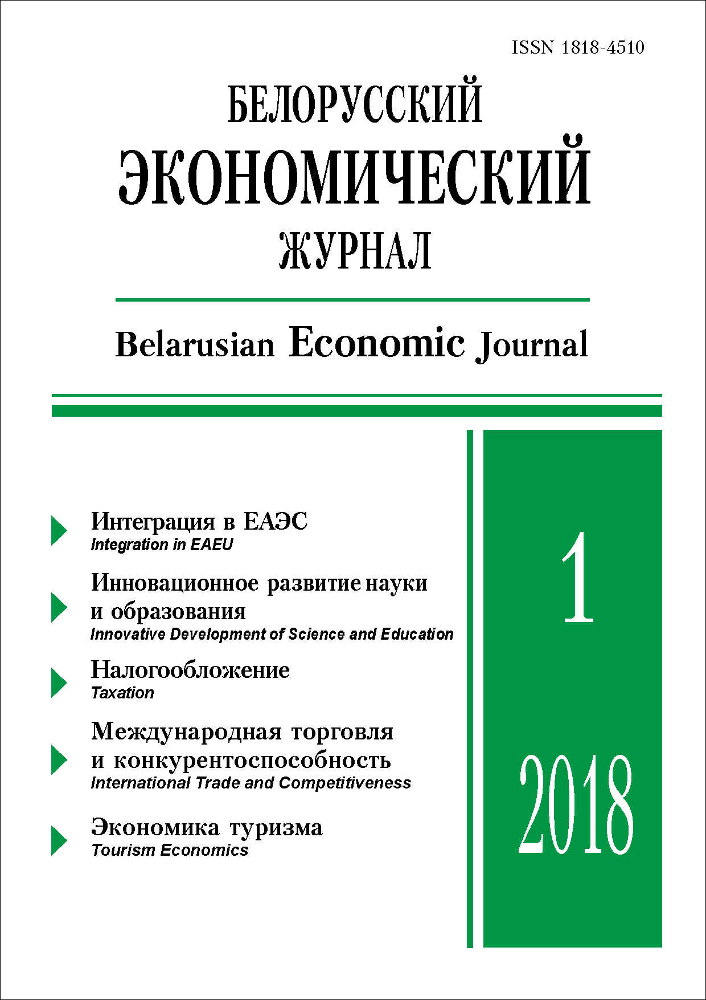 ISSN 1818-4510
БЕЛОРУССКИЙ
ЭКОНОМИЧЕСКИЙ
ЖУРНАЛ
Belarusian Economic Journal
Интеграция в ЕАЭС
Integration in EAEU
Инновационное развитие науки
и образования
Innovative Development of Science and Education
Налогообложение
Taxation
Международная торговля
и конкурентоспособность
International Trade and Competitiveness
Экономика туризма
Tourism Economics
1
2018